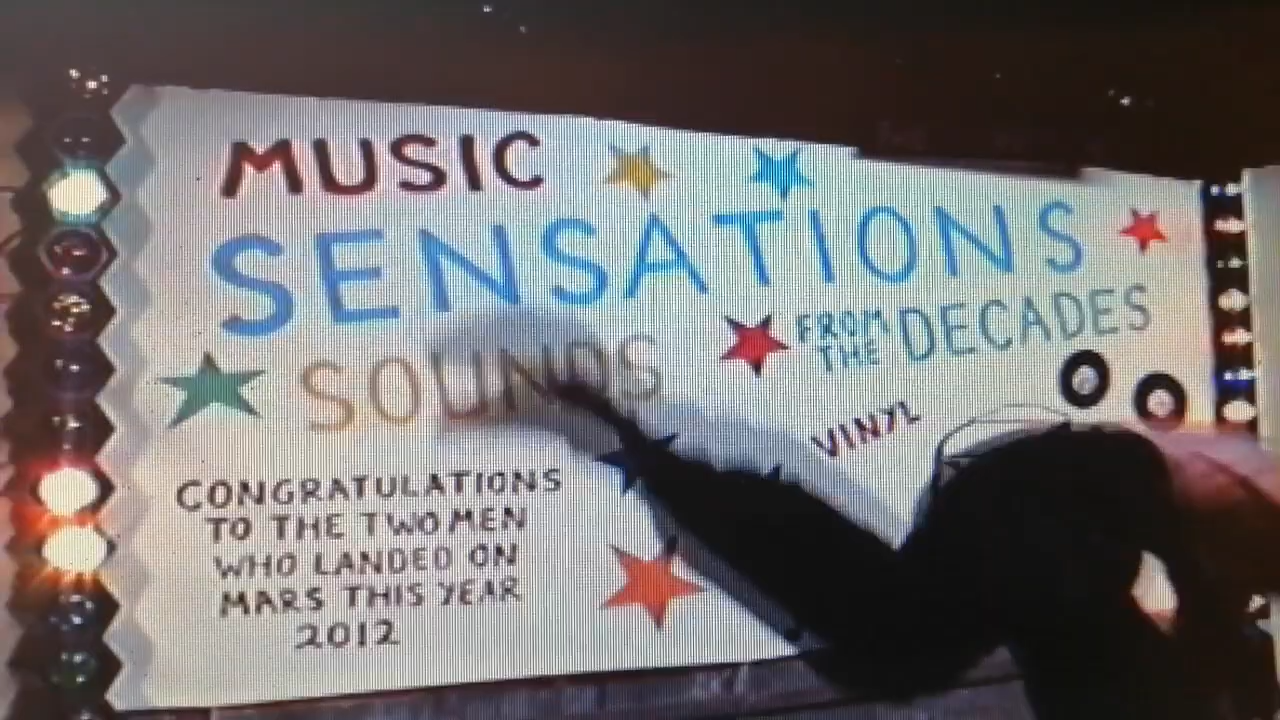 MUSIC
SENSATIONS
SOUNDS
FROM THE DECADES
VINYL
CONGRATULATIONS
TO THE TWO MEN
WHO LANDED ON
MARS THIS YEAR
2012